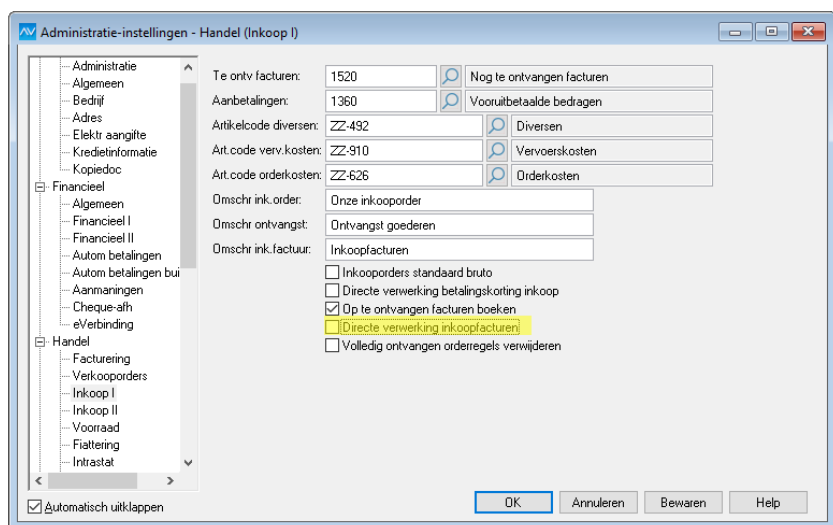 Administratie-instellingen - Handel (Inkoop I)
Administratie
Algemeen
Bedrijf
Adres
Elektr aangifte
Kredietinformatie
Kopiedoc
Financieel
Algemeen
Financieel I
Financieel II
Autom betalingen
Autom betalingen bui
Aanmaningen
Cheque-afh
eVerbinding
Handel
Facturering
Verkooporders
Inkoop I
Inkoop II
Voorraad
Fiattering
Intrastat
Automatisch uitklappen
Te ontv facturen: 1520 Nog te ontvangen facturen
Aanbetalingen: 1360 Vooruitbetaalde bedragen
Artikelcode diversen: ZZ-492 Diversen
Art.code verv.kosten: ZZ-910 Vervoerskosten
Art.code orderkosten: ZZ-626 Orderkosten
Omschr ink.order: Onze inkooporder
Omschr ontvangst: Ontvangst goederen
Omschr ink.factuur: Inkoopfacturen
Inkooporders standaard bruto
Directe verwerking betalingskorting inkoop
Op te ontvangen facturen boeken
Directe verwerking inkoopfacturen
Volledig ontvangen orderregels verwijderen
OK Annuleren Bewaren Help